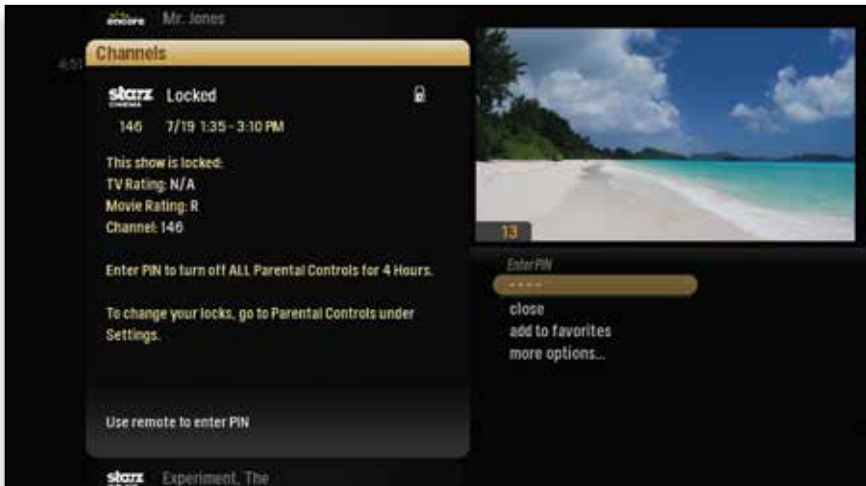 encore Mr. Jones
Channels
starz CINEMA Locked
146 7/19 1:35 - 3:10 PM
This show is locked:
TV Rating: N/A
Movie Rating: R
Channel: 146
Enter PIN to turn off ALL Parental Controls for 4 Hours.
To change your locks, go to Parental Controls under
Settings.
Use remote to enter PIN
starz Experiment, The
13
Enter PIN
- - - -
close
add to favorites
more options...